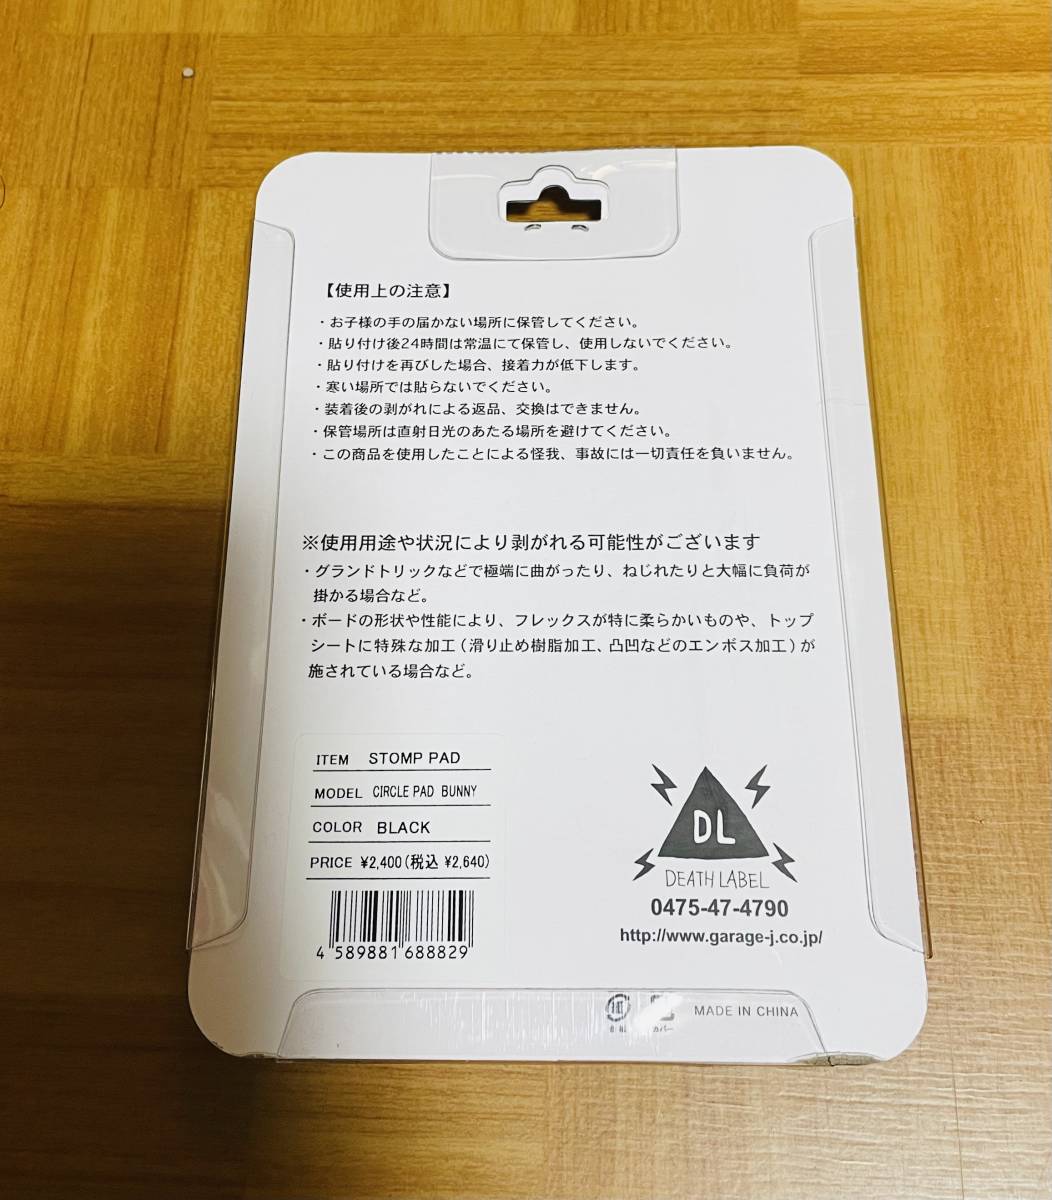 【使用上の注意】
・お子様の手の届かない場所に保管してください。
・貼り付け後24時間は常温にて保管し、使用しないでください。
・貼り付けを再びした場合、接着力が低下します。
・寒い場所では貼らないでください。
・装着後の剥がれによる返品、交換はできません。
・保管場所は直射日光のあたる場所を避けてください。
・この商品を使用したことによる怪我、事故には一切責任を負いません。
※使用用途や状況により剥がれる可能性がございます
・グランドトリックなどで極端に曲がったり、ねじれたりと大幅に負荷が
掛かる場合など。
・ボードの形状や性能により、フレックスが特に柔らかいものや、トップ
シートに特殊な加工(滑り止め樹脂加工、凸凹などのエンボス加工)が
施されている場合など。
ITEM STOMP PAD
MODEL CIRCLE PAD BUNNY
COLOR BLACK
PRICE ¥2,400(税込 ¥2,640)
4 589881 688829
DL
DEATH LABEL
0475-47-4790
http://www.garage-j.co.jp/
MADE IN CHINA